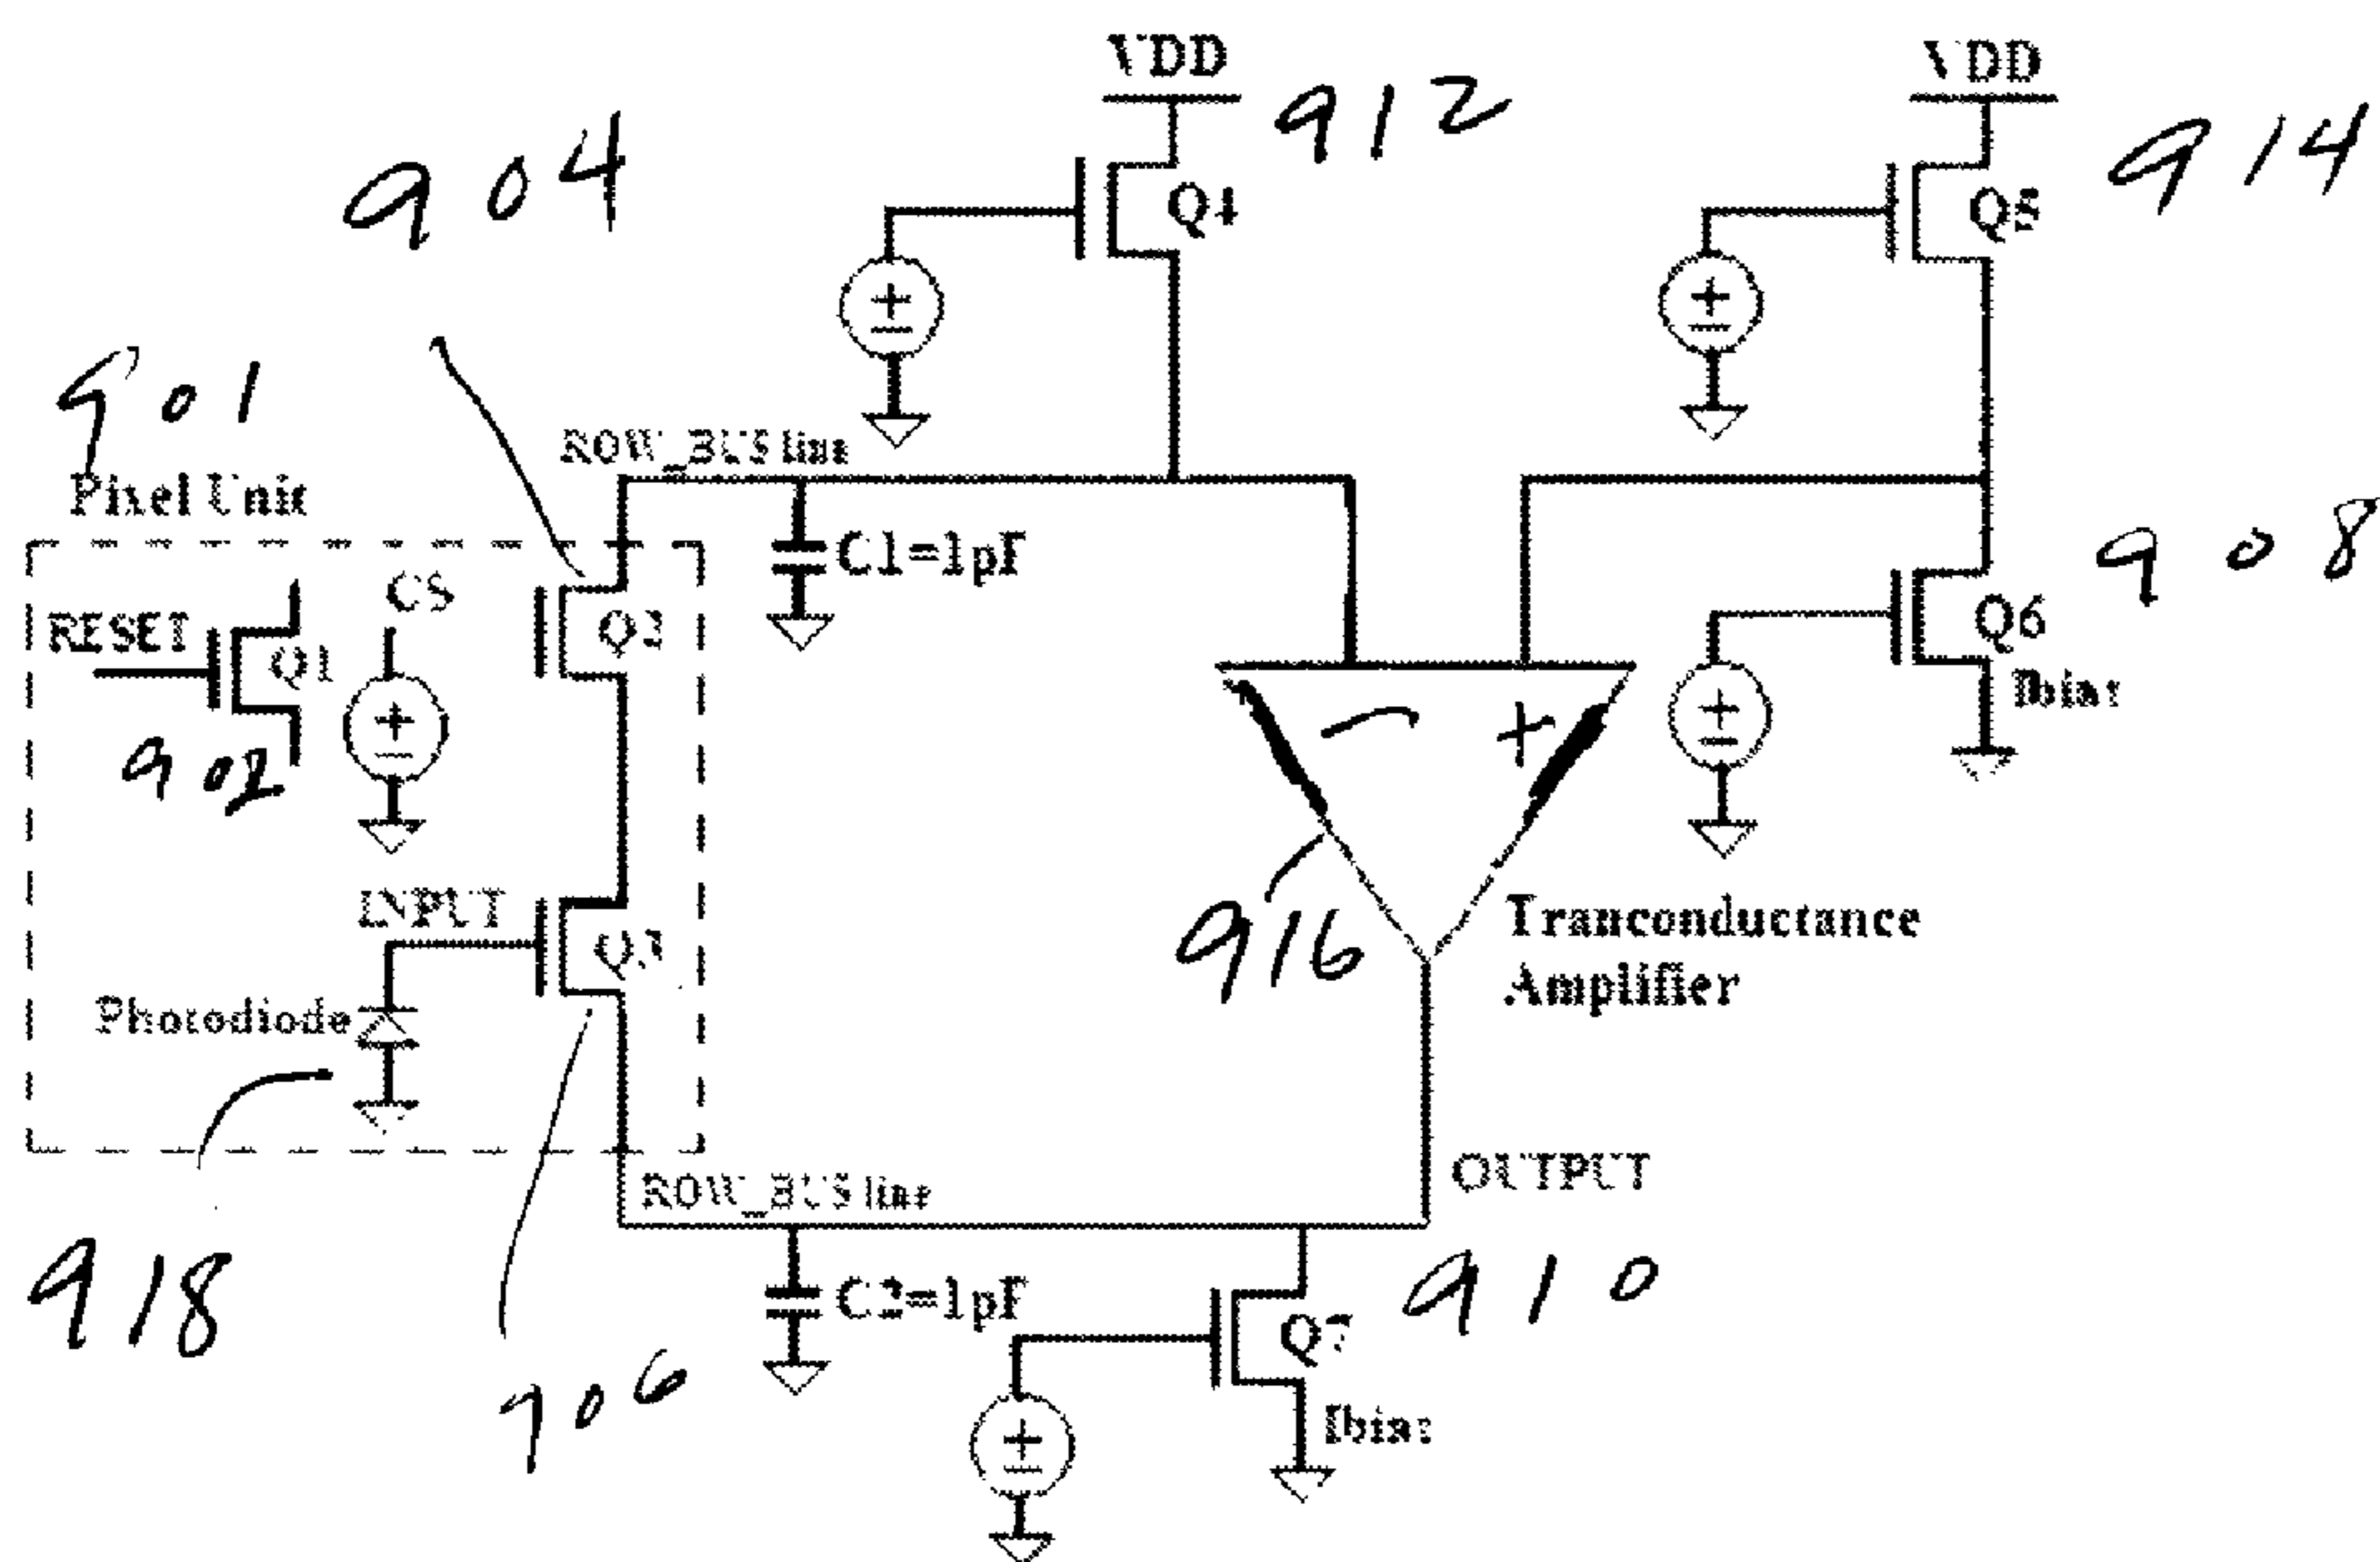 VDD
VDD
912
914
904
Q4
Q5
901
ROW_BUS line
Pixel Unit
C1=1pF
908
CS
RESET
Q2
Q1
Q6
Ibias
+
902
−
+
INPUT
Q3
916
Tranconductance
Amplifier
Photodiode
OUTPUT
ROW_BUS line
918
C2=1pF
910
Q7
906
Ibias